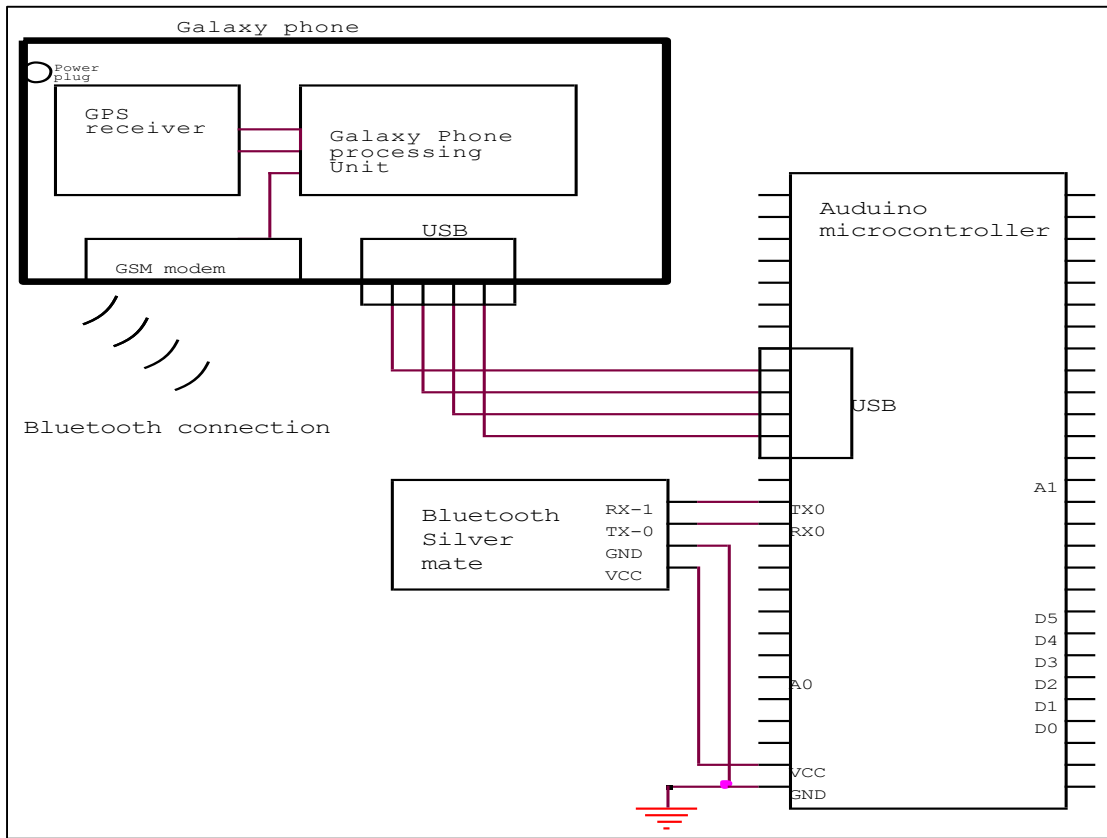 Galaxy phone
Power
plug
GPS
receiver
Galaxy Phone
processing
Unit
GSM modem
USB
Bluetooth connection
Auduino
microcontroller
USB
A1
Bluetooth
Silver
mate
RX-1
TX-0
GND
VCC
TX0
RX0
D5
D4
D3
A0
D2
D1
D0
VCC
GND